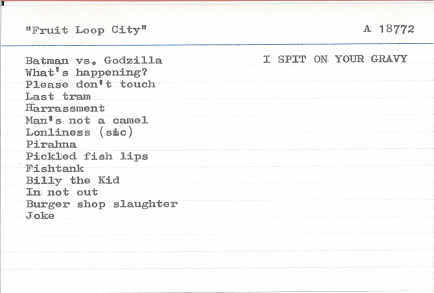 "Fruit Loop City" A 18772
Batman vs. Godzilla I SPIT ON YOUR GRAVY
What's happening?
Please don't touch
Last tram
Harrassment
Man's not a camel
Lonliness (sic)
Pirahna
Pickled fish lips
Fishtank
Billy the Kid
In not out
Burger shop slaughter
Joke